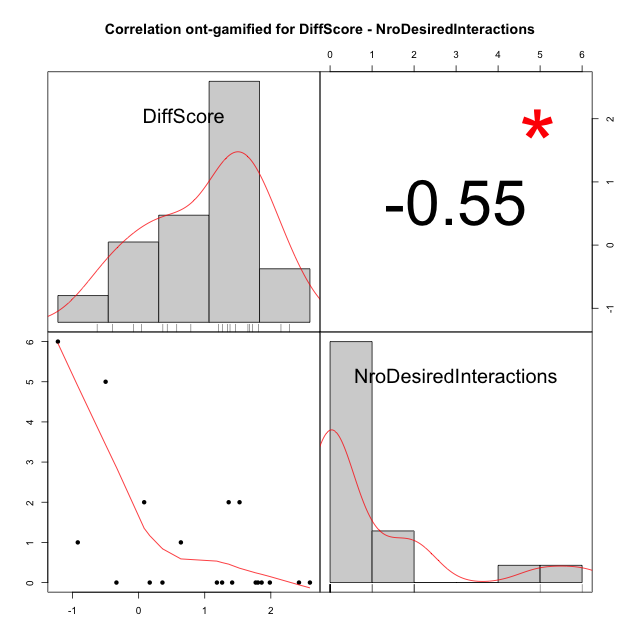 Correlation ont-gamified for DiffScore - NroDesiredInteractions
0 1 2 3 4 5 6
DiffScore
*
-0.55
2
1
0
-1
NroDesiredInteractions
6
5
4
3
2
1
0
-1 0 1 2